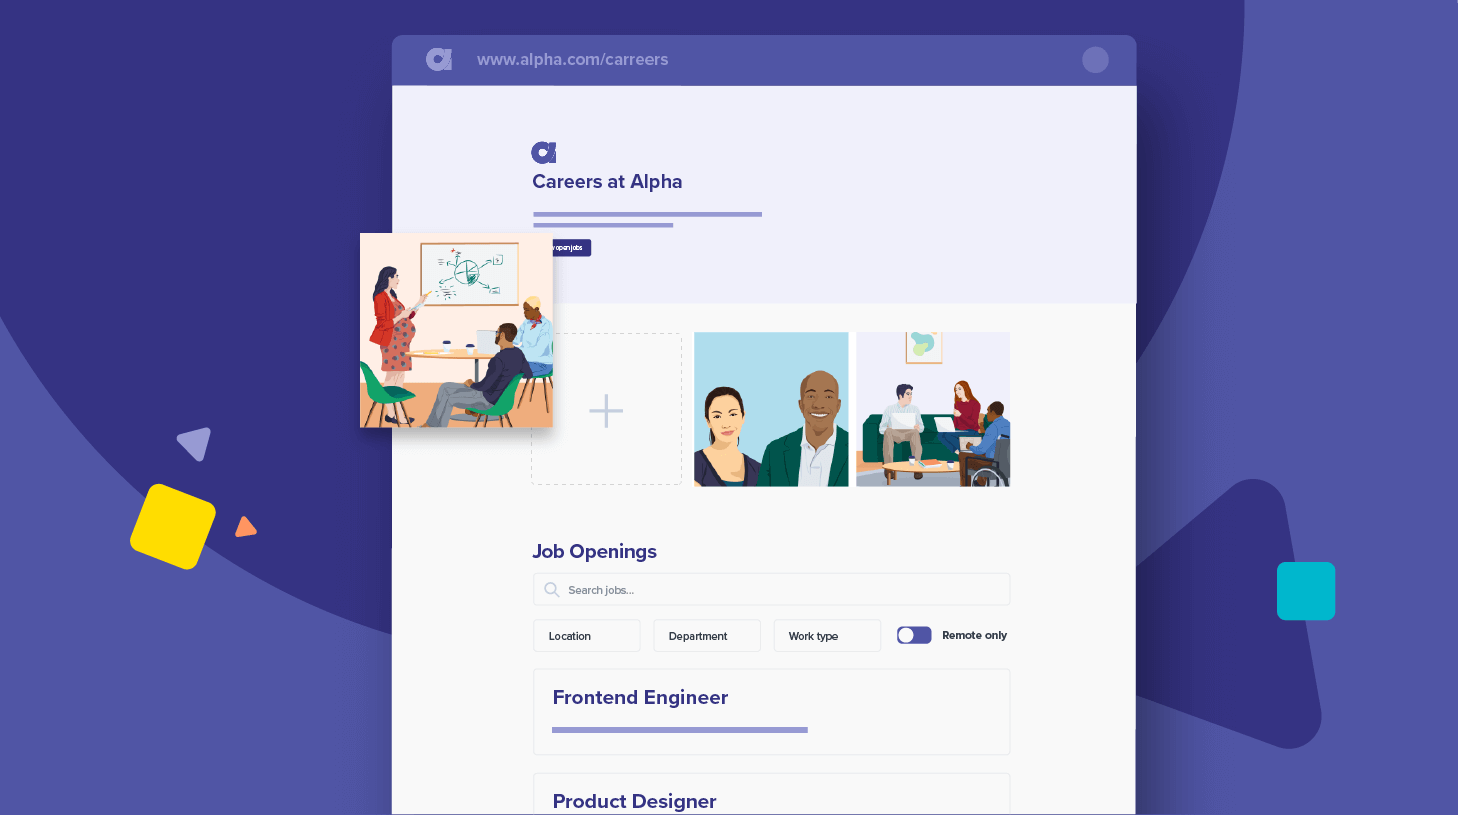 www.alpha.com/carreers
Careers at Alpha
open jobs
Job Openings
Search jobs...
Location
Department
Work type
Remote only
Frontend Engineer
Product Designer